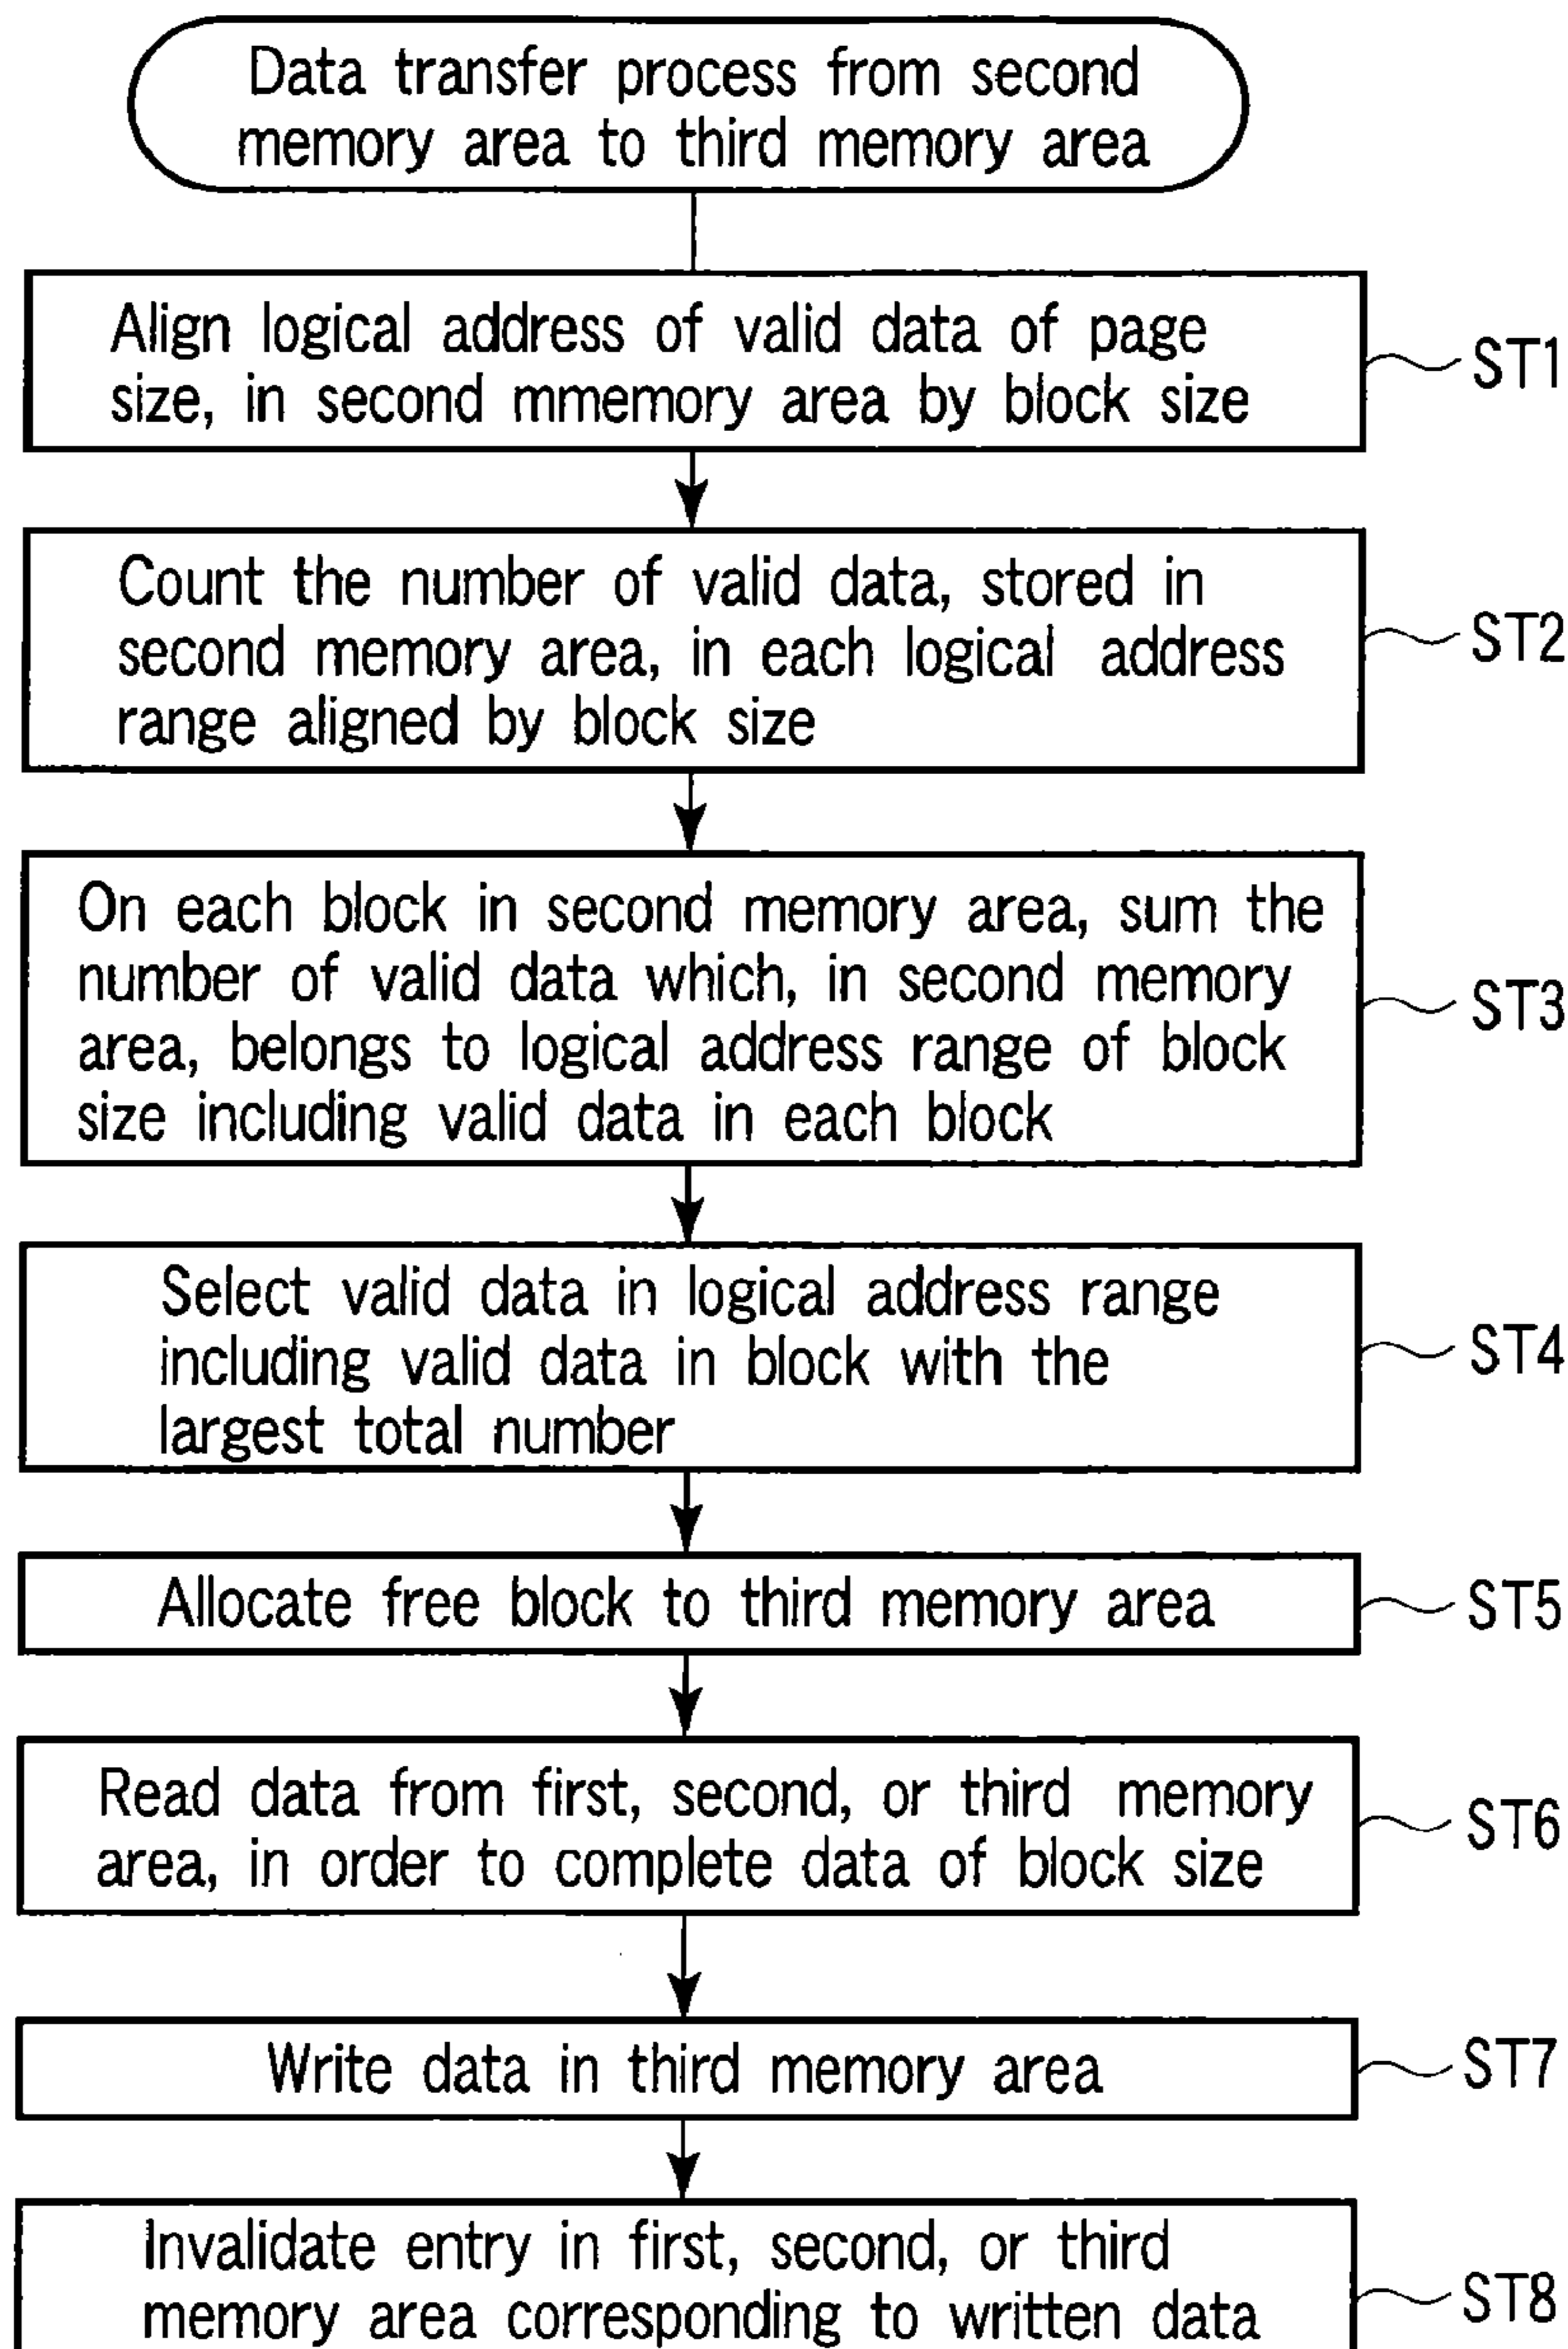 Data transfer process from second
memory area to third memory area
Align logical address of valid data of page
size, in second mmemory area by block size
ST1
Count the number of valid data, stored in
second memory area, in each logical address
range aligned by block size
ST2
On each block in second memory area, sum the
number of valid data which, in second memory
area, belongs to logical address range of block
size including valid data in each block
ST3
Select valid data in logical address range
including valid data in block with the
largest total number
ST4
Allocate free block to third memory area
ST5
Read data from first, second, or third memory
area, in order to complete data of block size
ST6
Write data in third memory area
ST7
Invalidate entry in first, second, or third
memory area corresponding to written data
ST8